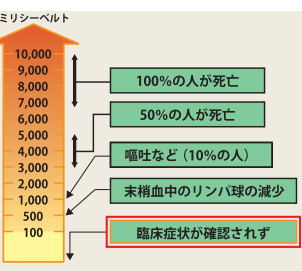 ミリシーベルト
10,000
9,000
8,000
7,000
6,000
5,000
4,000
3,000
2,000
1,000
500
100
100%の人が死亡
50%の人が死亡
嘔吐など（10%の人）
末梢血中のリンパ球の減少
臨床症状が確認されず